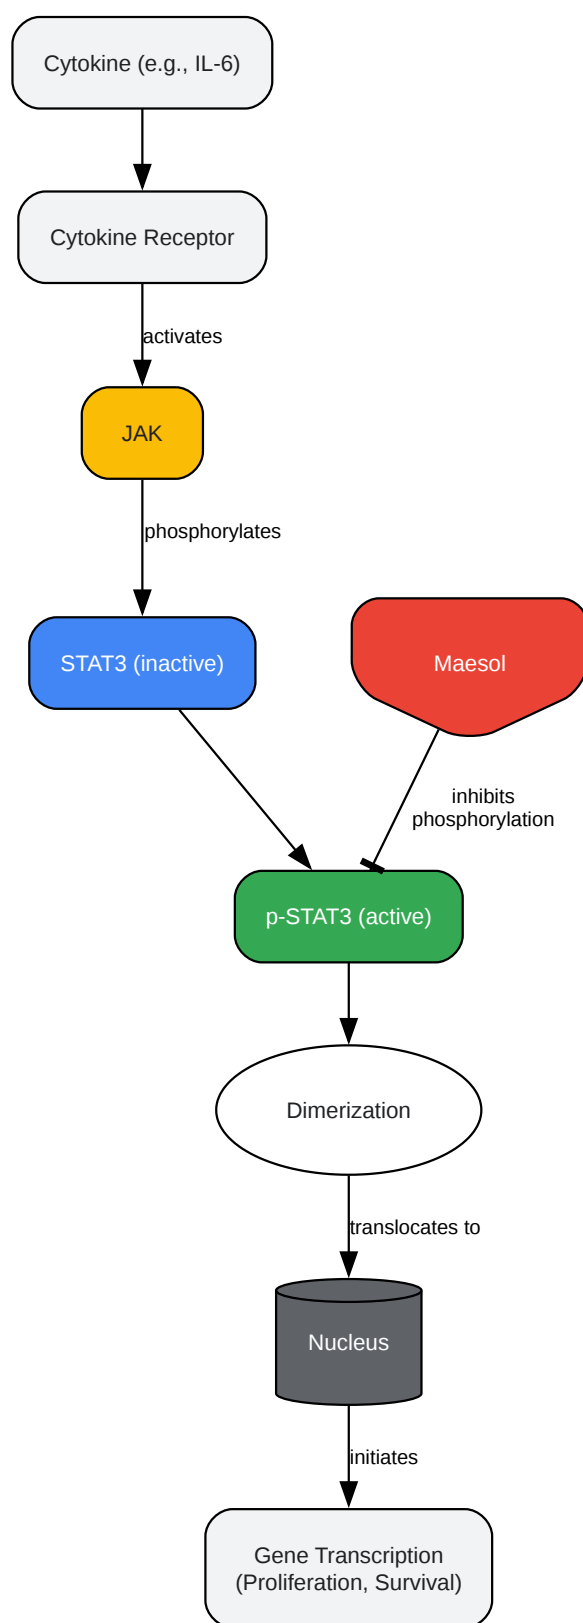 Cytokine (e.g., IL-6)
Cytokine Receptor
activates
JAK
phosphorylates
STAT3 (inactive)
Maesol
inhibits
phosphorylation
p-STAT3 (active)
Dimerization
translocates to
Nucleus
initiates
Gene Transcription
(Proliferation, Survival)